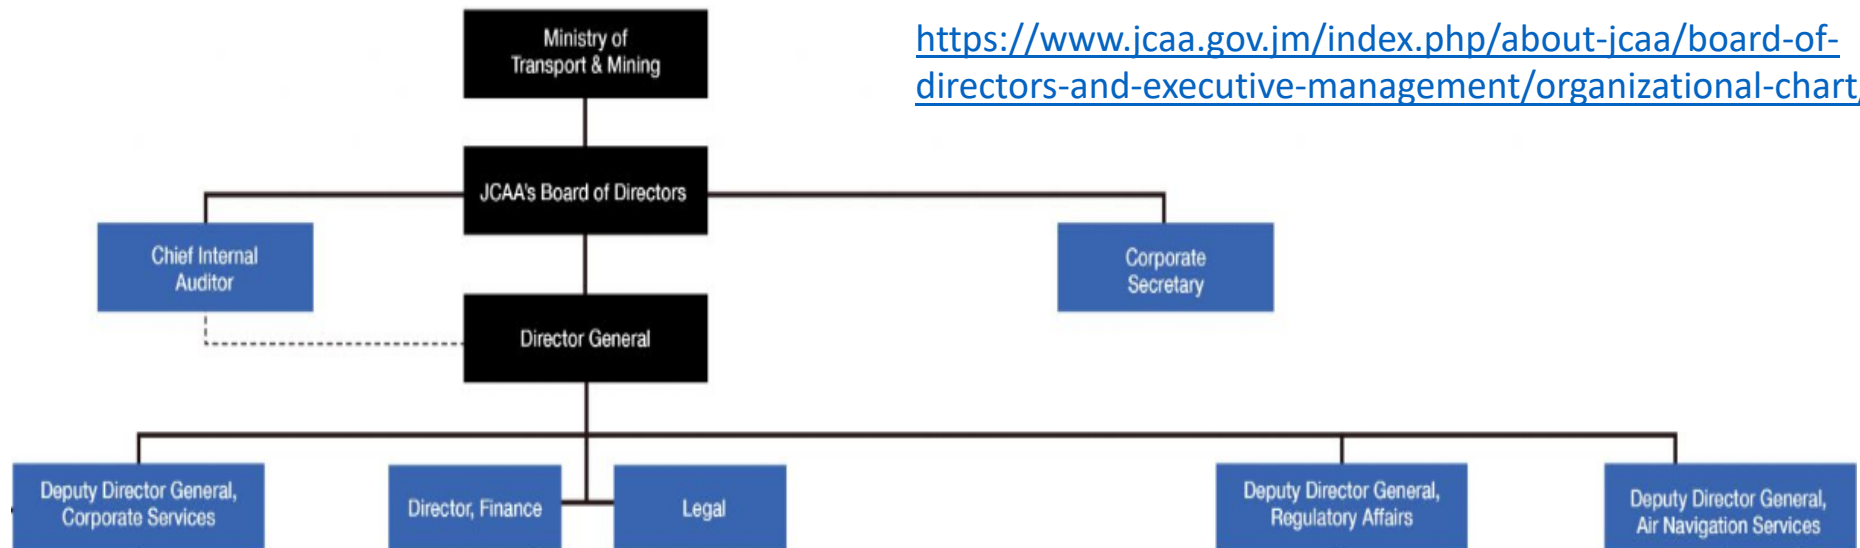 Ministry of
Transport & Mining
https://www.jcaa.gov.jm/index.php/about-jcaa/board-of-
directors-and-executive-management/organizational-chart/
JCAA's Board of Directors
Chief Internal
Auditor
Corporate
Secretary
Director General
Deputy Director General,
Corporate Services
Director, Finance
Legal
Deputy Director General,
Regulatory Affairs
Deputy Director General,
Air Navigation Services